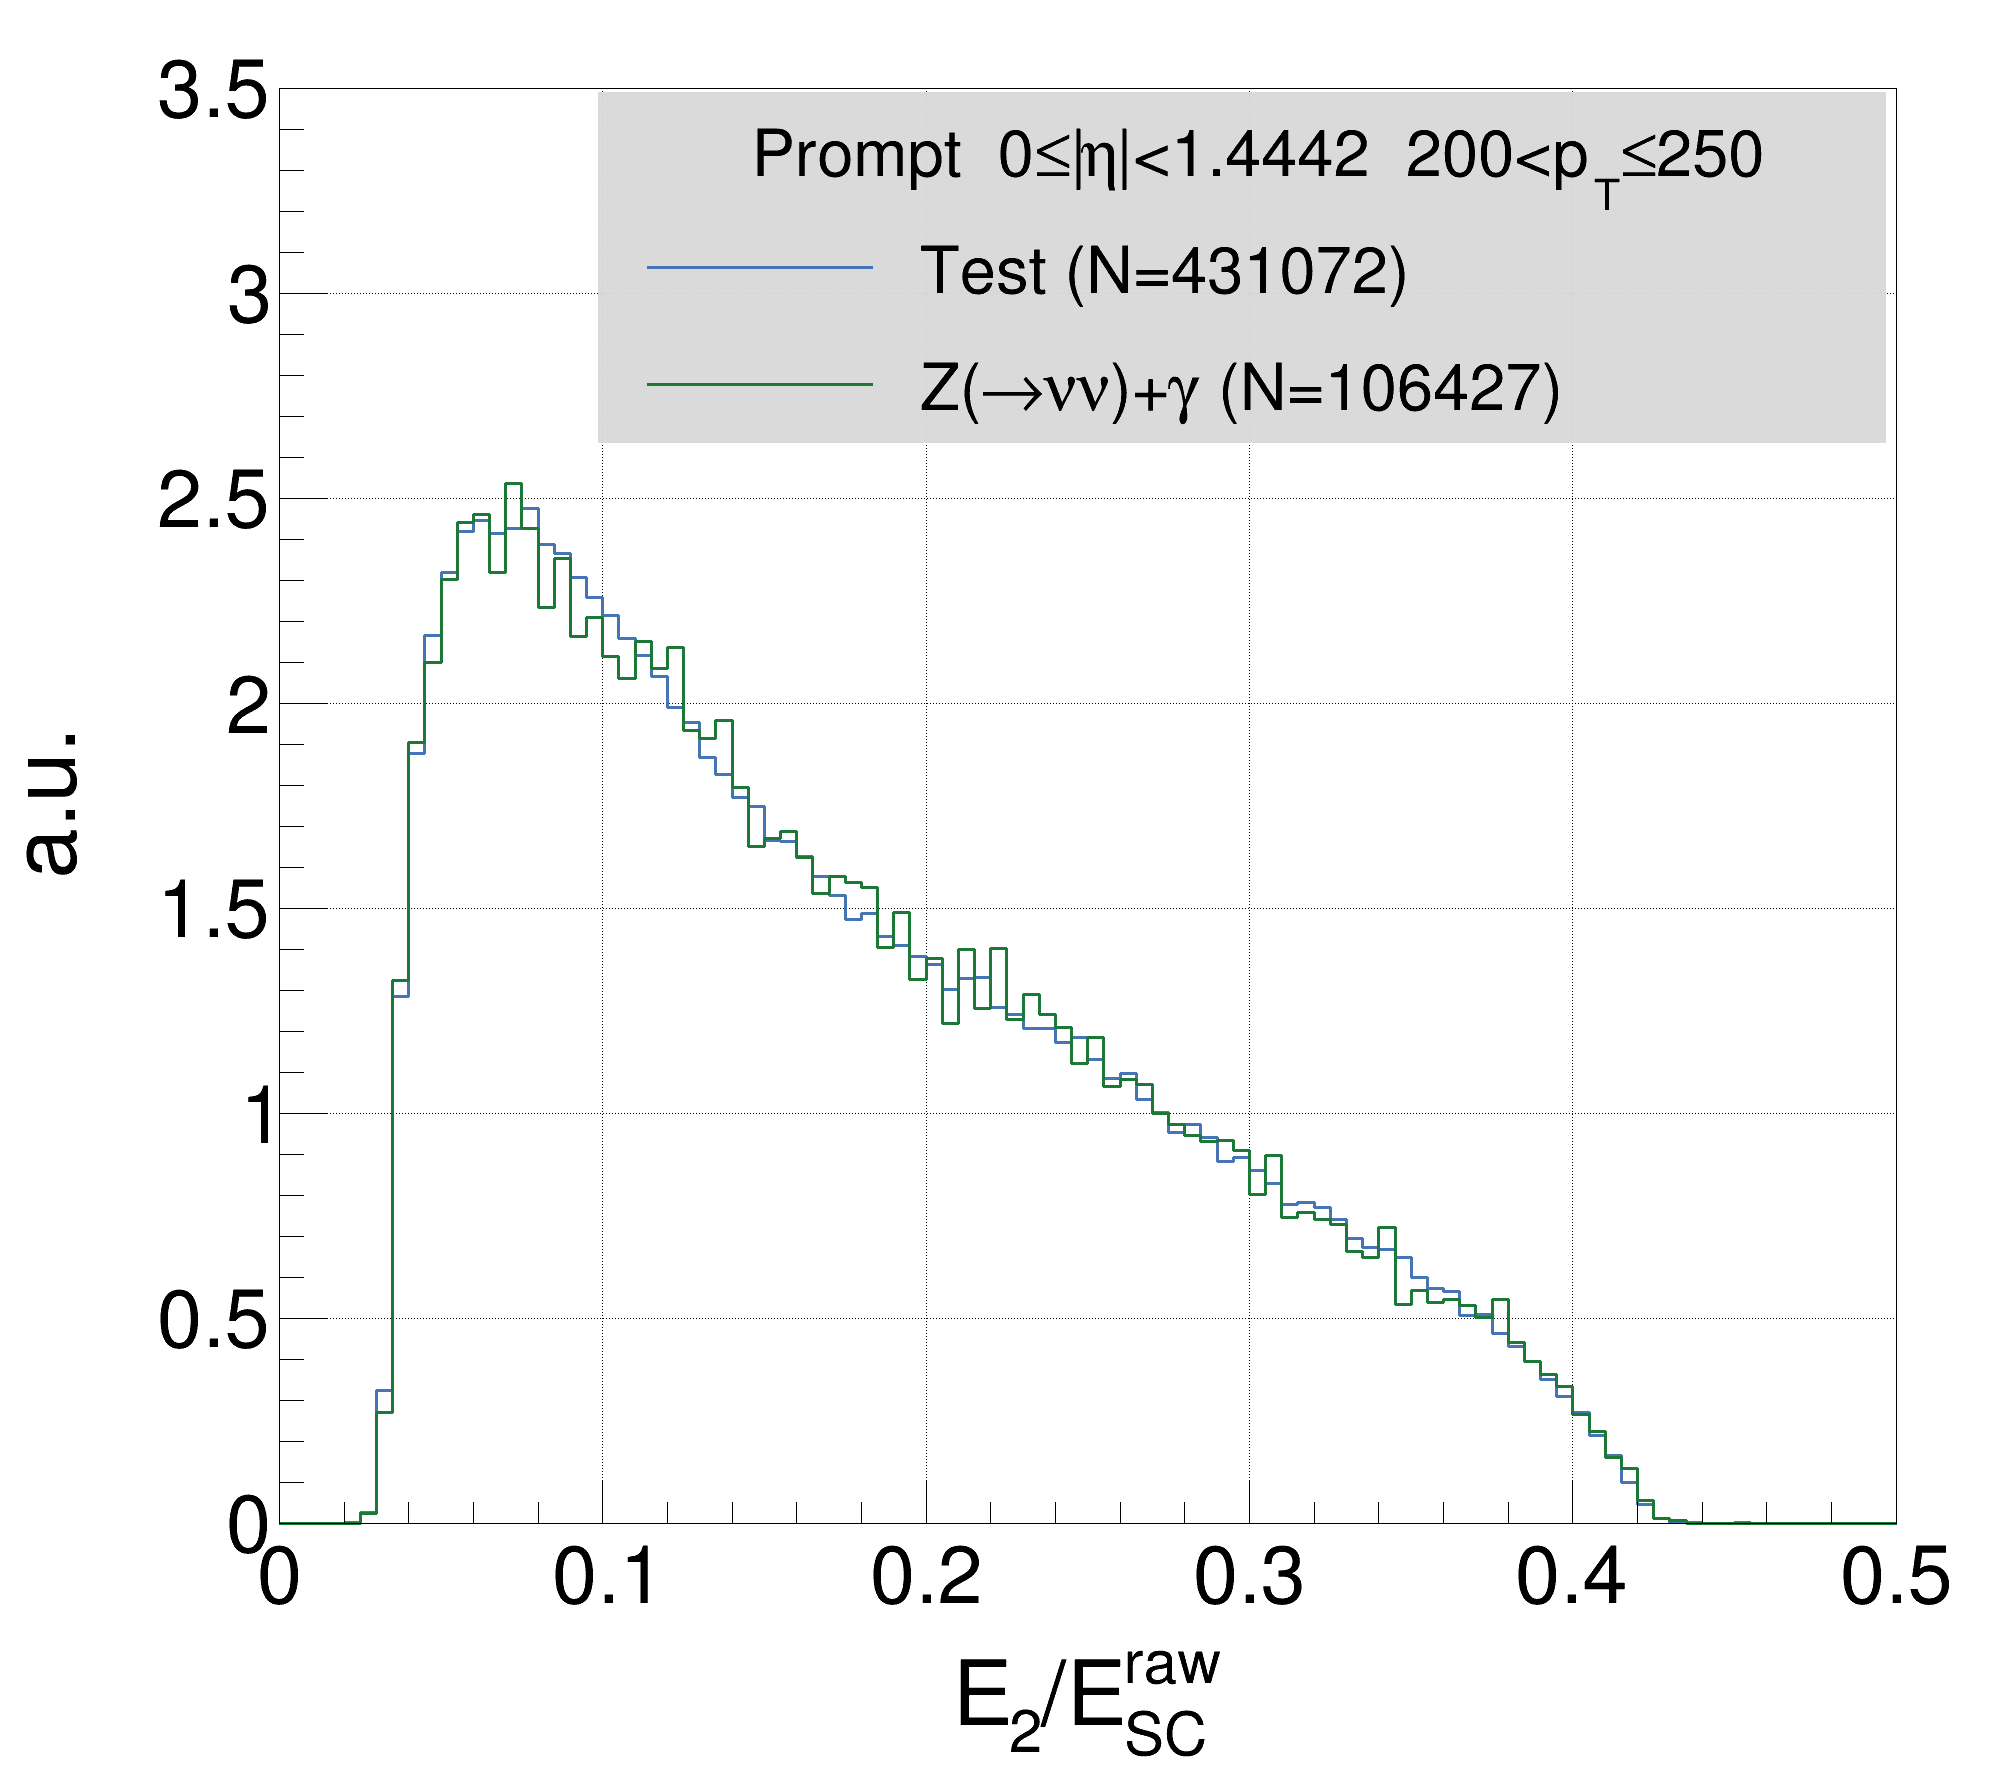 3.5
Prompt 0≤|η|<1.4442 200<p_T≤250
Test (N=431072)
3
Z(→νν)+γ (N=106427)
2.5
2
a.u.
1.5
1
0.5
0
0 0.1 0.2 0.3 0.4 0.5
E_2/E_SC^raw